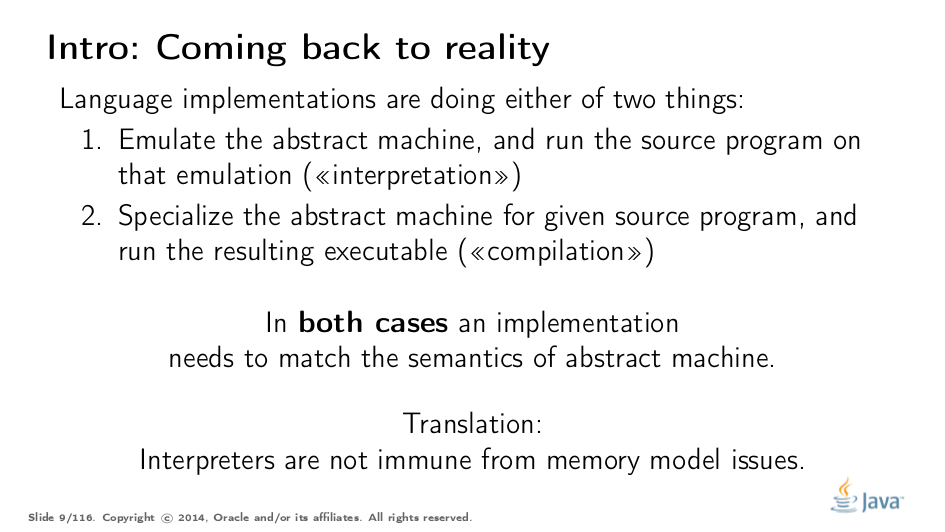 Intro: Coming back to reality
Language implementations are doing either of two things:
1. Emulate the abstract machine, and run the source program on
that emulation («interpretation»)
2. Specialize the abstract machine for given source program, and
run the resulting executable («compilation»)
In both cases an implementation
needs to match the semantics of abstract machine.
Translation:
Interpreters are not immune from memory model issues.
Java™
Slide 9/116. Copyright © 2014, Oracle and/or its affiliates. All rights reserved.